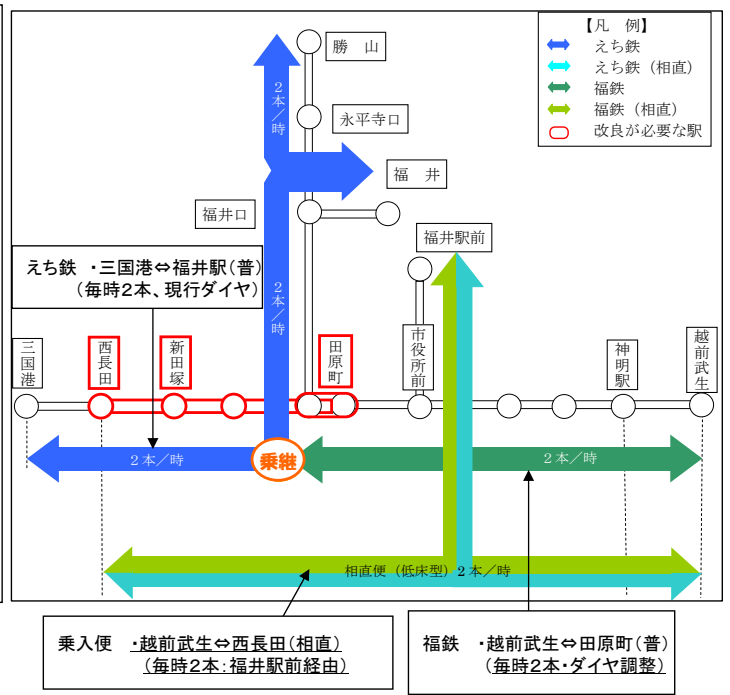 【凡　例】
えち鉄
えち鉄（相直）
福鉄
福鉄（相直）
改良が必要な駅
勝　山
2本／時
永平寺口
福　井
福井口
福井駅前
えち鉄　・三国港⇔福井駅（普）
（毎時2本、現行ダイヤ）
2本／時
三国港
西長田
新田塚
田原町
市役所前
神明駅
越前武生
2本／時
乗継
2本／時
相直便（低床型）2本／時
乗入便　・越前武生⇔西長田（相直）
（毎時2本：福井駅前経由）
福鉄　・越前武生⇔田原町（普）
（毎時2本・ダイヤ調整）